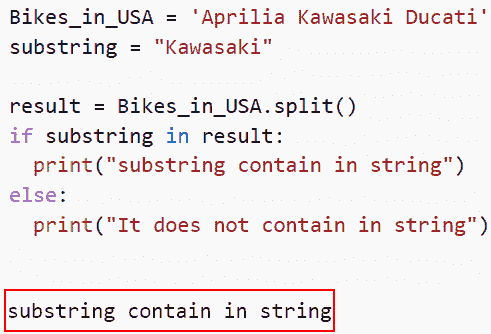 Bikes_in_USA = 'Aprilia Kawasaki Ducati'
substring = "Kawasaki"
result = Bikes_in_USA.split()
if substring in result:
  print("substring contain in string")
else:
  print("It does not contain in string")
substring contain in string